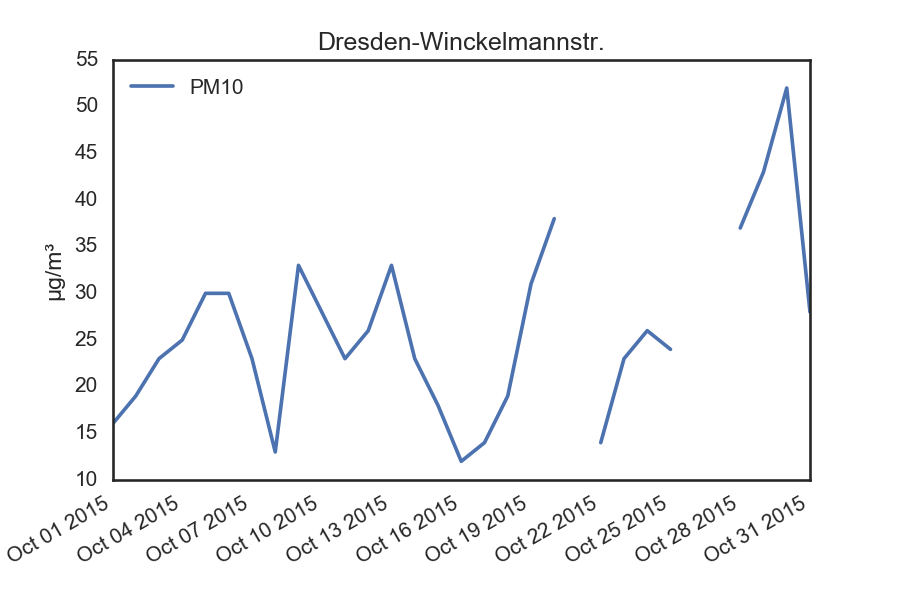 Dresden-Winckelmannstr.
PM10
µg/m³
55
50
45
40
35
30
25
20
15
10
Oct 01 2015
Oct 04 2015
Oct 07 2015
Oct 10 2015
Oct 13 2015
Oct 16 2015
Oct 19 2015
Oct 22 2015
Oct 25 2015
Oct 28 2015
Oct 31 2015